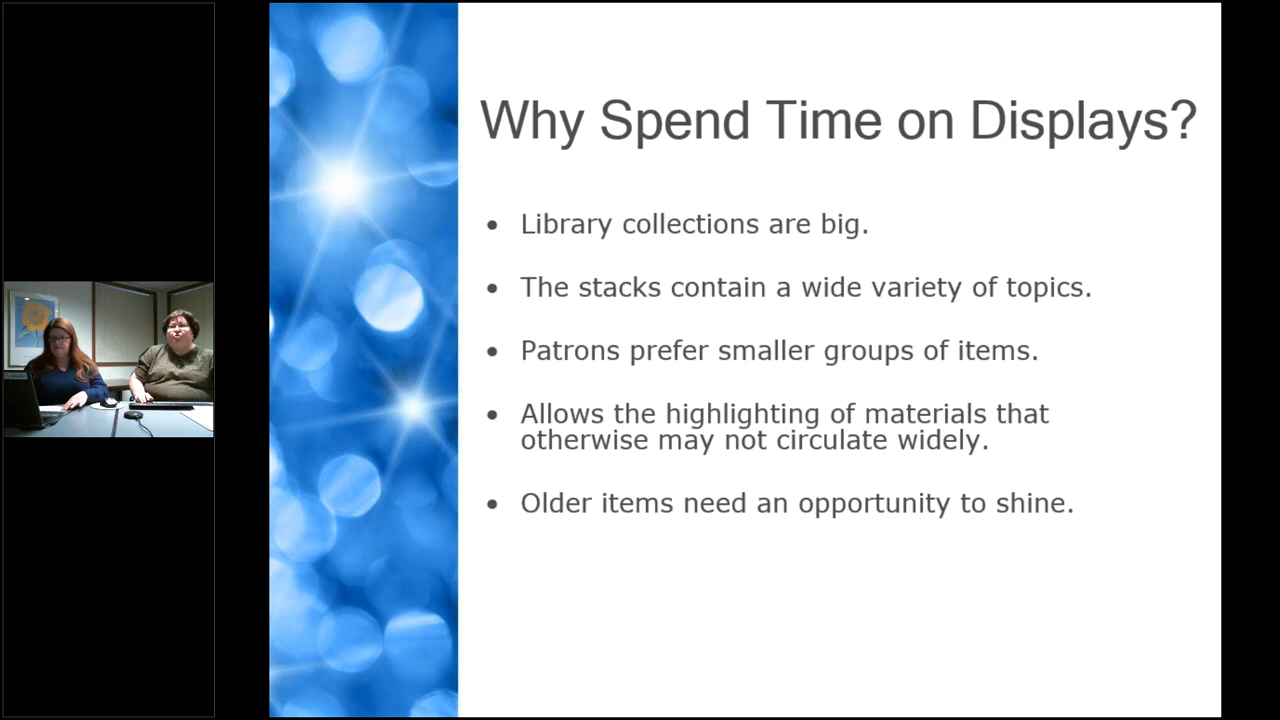 Why Spend Time on Displays?
• Library collections are big.
• The stacks contain a wide variety of topics.
• Patrons prefer smaller groups of items.
• Allows the highlighting of materials that
otherwise may not circulate widely.
• Older items need an opportunity to shine.